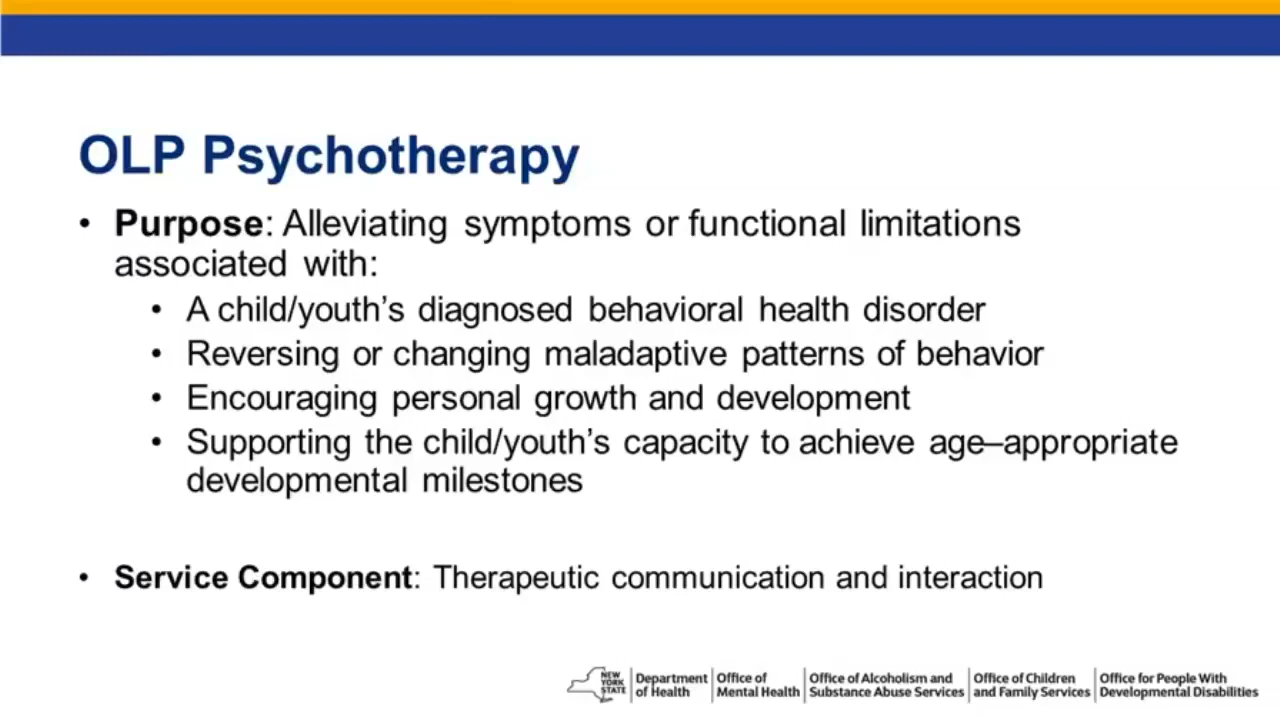 OLP Psychotherapy
• Purpose: Alleviating symptoms or functional limitations
associated with:
• A child/youth's diagnosed behavioral health disorder
• Reversing or changing maladaptive patterns of behavior
• Encouraging personal growth and development
• Supporting the child/youth's capacity to achieve age–appropriate
developmental milestones
• Service Component: Therapeutic communication and interaction
NEW
YORK
STATE
Department
of Health
Office of
Mental Health
Office of Alcoholism and
Substance Abuse Services
Office of Children
and Family Services
Office for People With
Developmental Disabilities